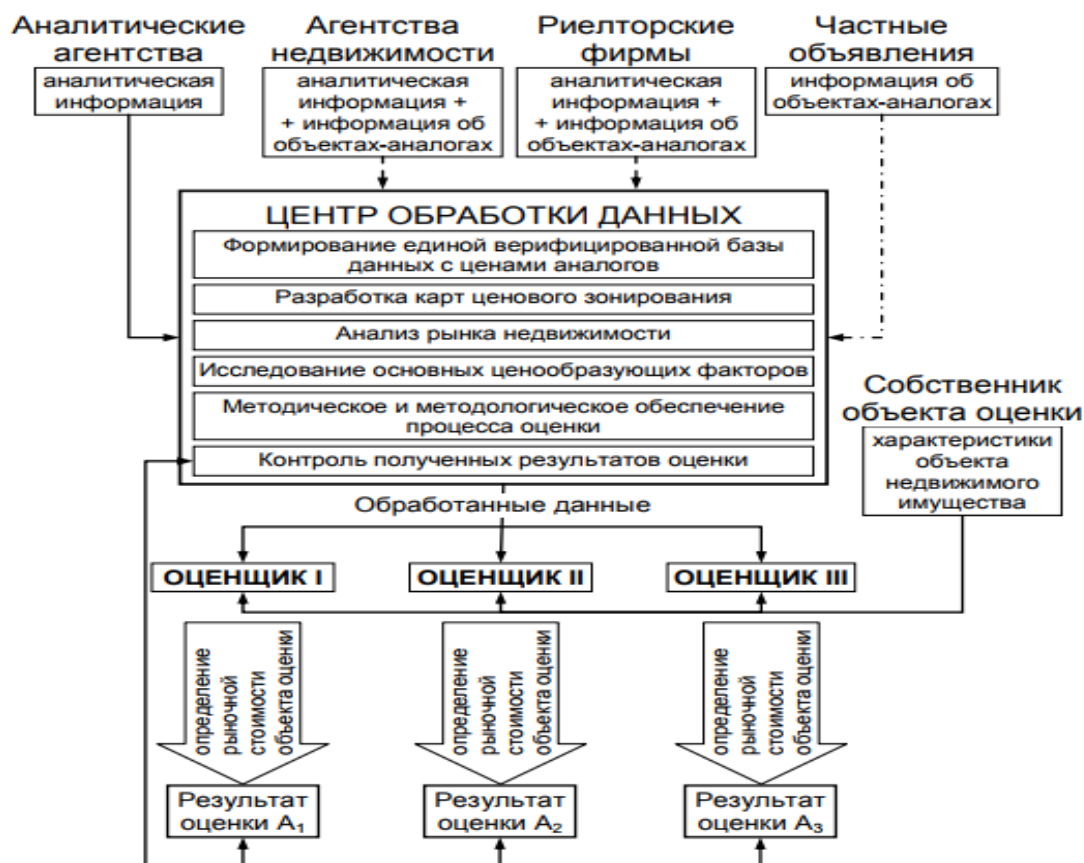 Аналитические
агентства
аналитическая
информация
Агентства
недвижимости
аналитическая
информация +
+ информация об
объектах-аналогах
Риелторские
фирмы
аналитическая
информация +
+ информация об
объектах-аналогах
Частные
объявления
информация об
объектах-аналогах
ЦЕНТР ОБРАБОТКИ ДАННЫХ
Формирование единой верифицированной базы
данных с ценами аналогов
Разработка карт ценового зонирования
Анализ рынка недвижимости
Исследование основных ценообразующих факторов
Методическое и методологическое обеспечение
процесса оценки
Контроль полученных результатов оценки
Собственник
объекта оценки
характеристики
объекта
недвижимого
имущества
Обработанные данные
ОЦЕНЩИК I
ОЦЕНЩИК II
ОЦЕНЩИК III
определение
рыночной
стоимости
объекта оценки
определение
рыночной
стоимости
объекта оценки
определение
рыночной
стоимости
объекта оценки
Результат
оценки А₁
Результат
оценки А₂
Результат
оценки А₃